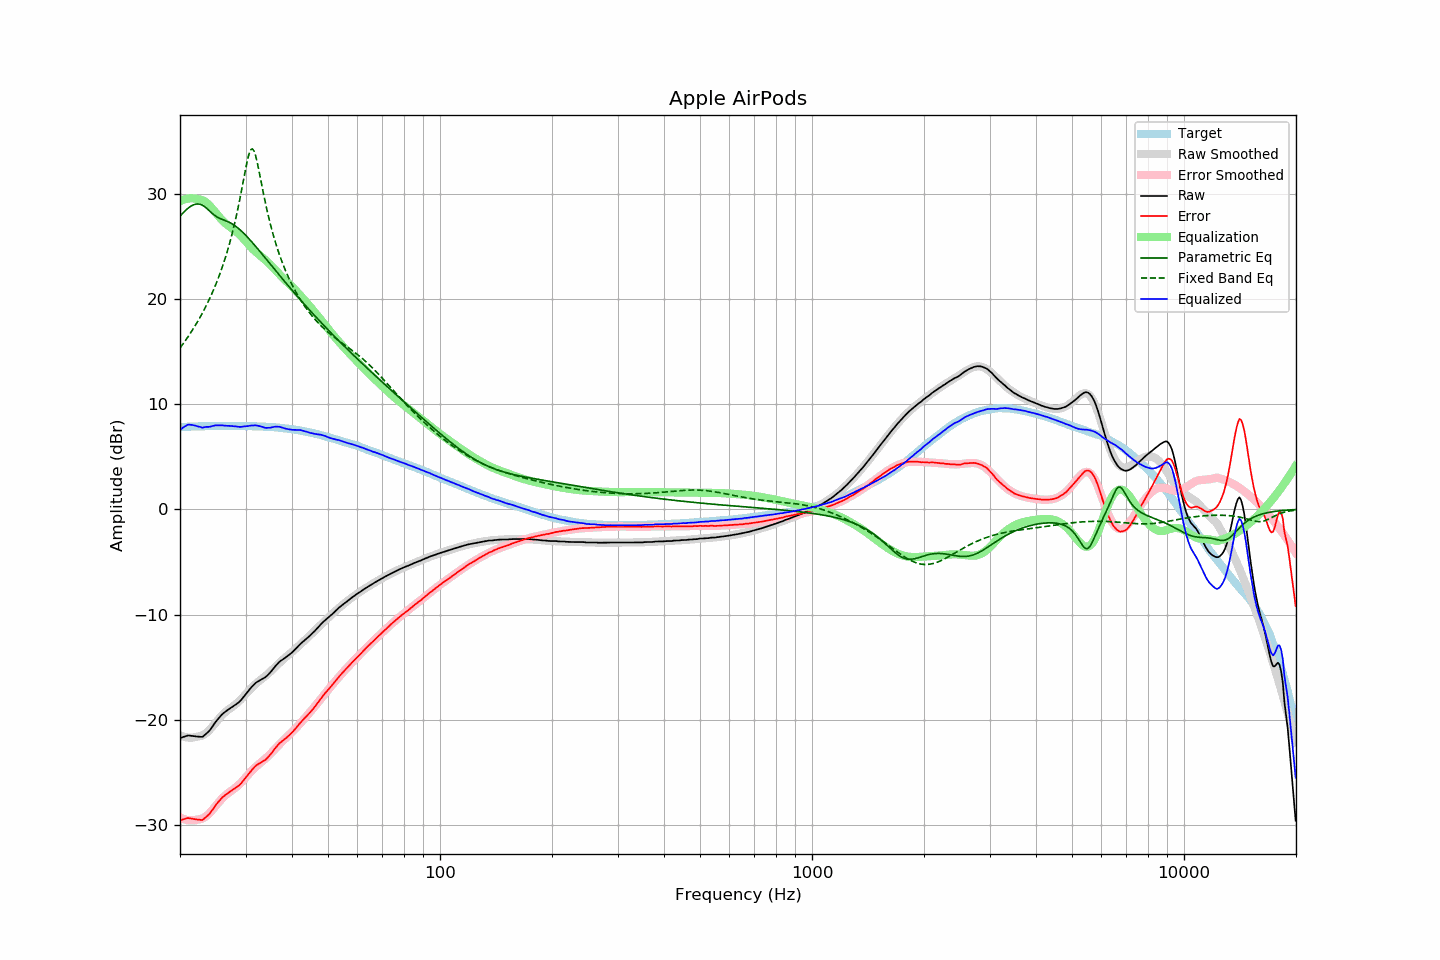 Apple AirPods
Target
Raw Smoothed
Error Smoothed
Raw
Error
Equalization
Parametric Eq
Fixed Band Eq
Equalized
Amplitude (dBr)
30
20
10
0
−10
−20
−30
100 1000 10000
Frequency (Hz)